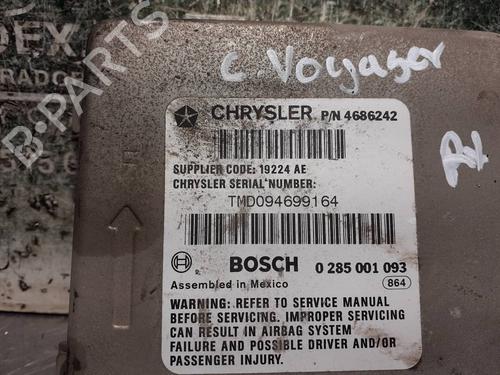 DEX
B-PARTS
C. Voyager
CHRYSLER P/N 4686242
SUPPLIER CODE: 19224 AE
CHRYSLER SERIAL NUMBER:
TMD094699164
BOSCH 0 285 001 093
Assembled in Mexico 864
WARNING: REFER TO SERVICE MANUAL
BEFORE SERVICING. IMPROPER SERVICING
CAN RESULT IN AIRBAG SYSTEM
FAILURE AND POSSIBLE DRIVER AND/OR
PASSENGER INJURY.